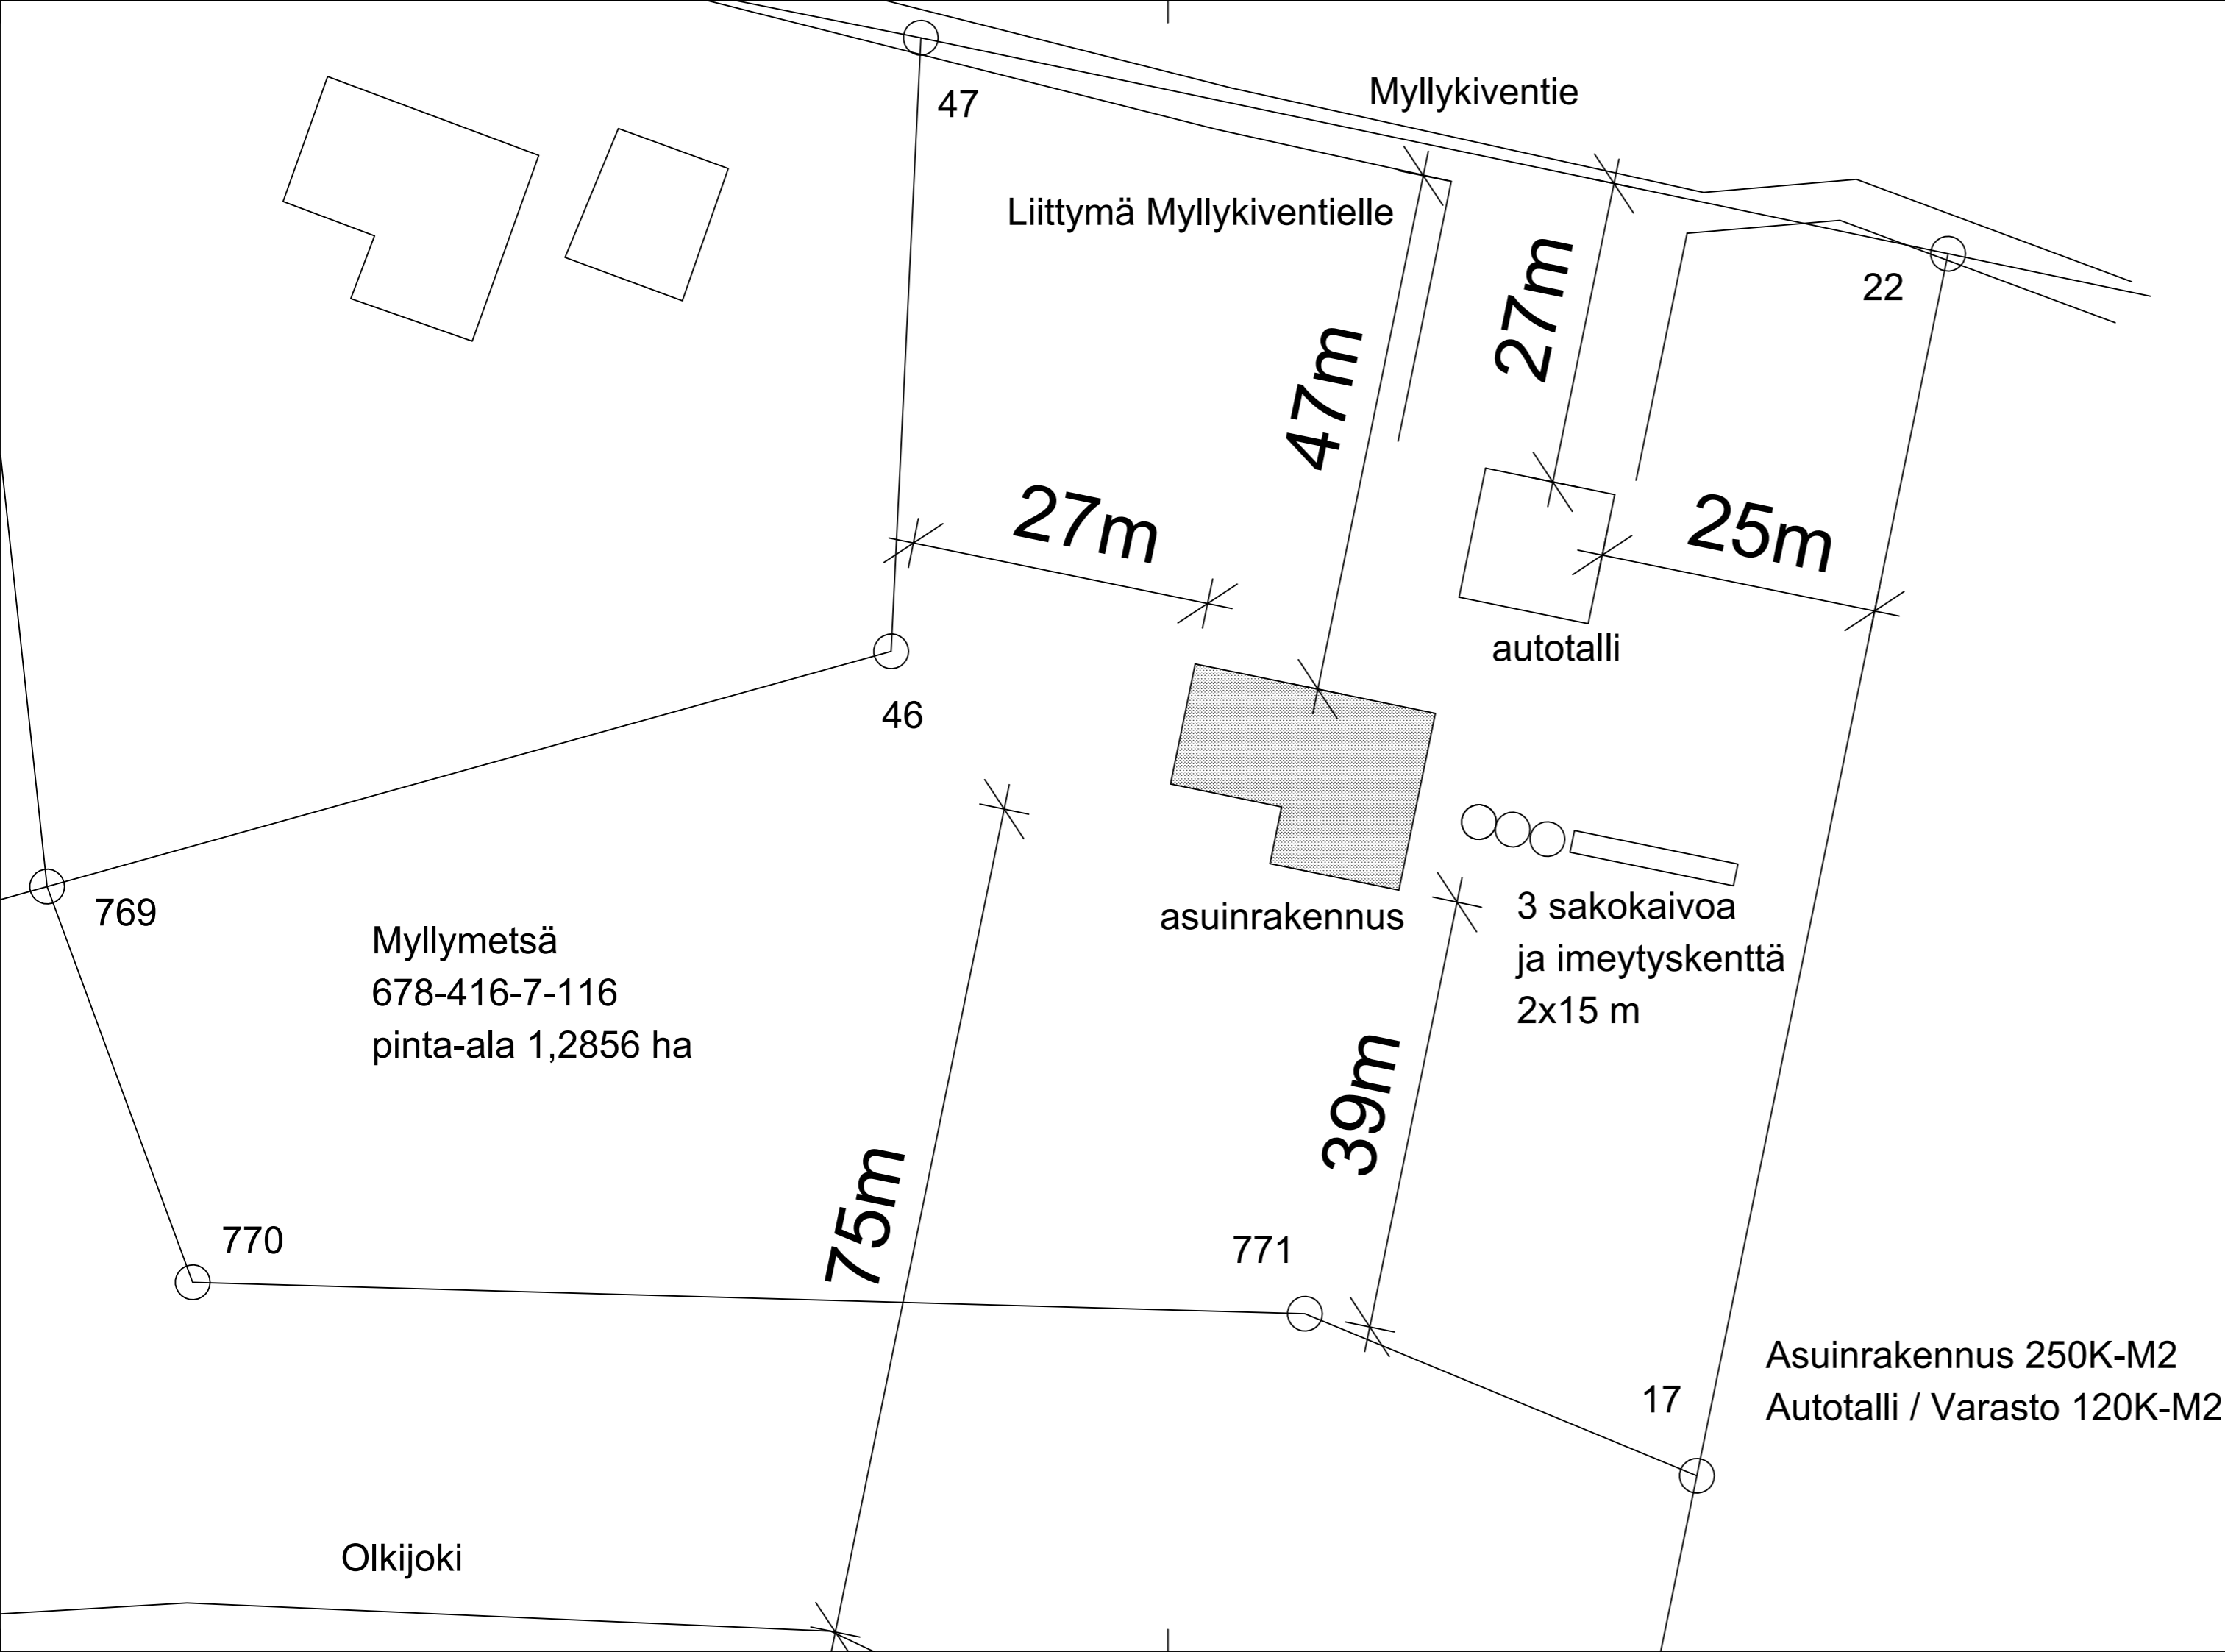 Myllykiventie
47
Liittymä Myllykiventielle
22
27m
47m
27m
25m
autotalli
46
769
Myllymetsä
678-416-7-116
pinta-ala 1,2856 ha
asuinrakennus
3 sakokaivoa
ja imeytyskenttä
2x15 m
39m
75m
770
771
17
Asuinrakennus 250K-M2
Autotalli / Varasto 120K-M2
Olkijoki